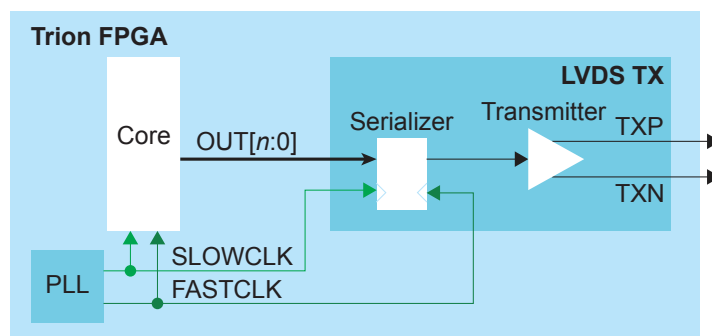 Trion FPGA
LVDS TX
Core
OUT[n:0]
Serializer
Transmitter
TXP
TXN
PLL
SLOWCLK
FASTCLK